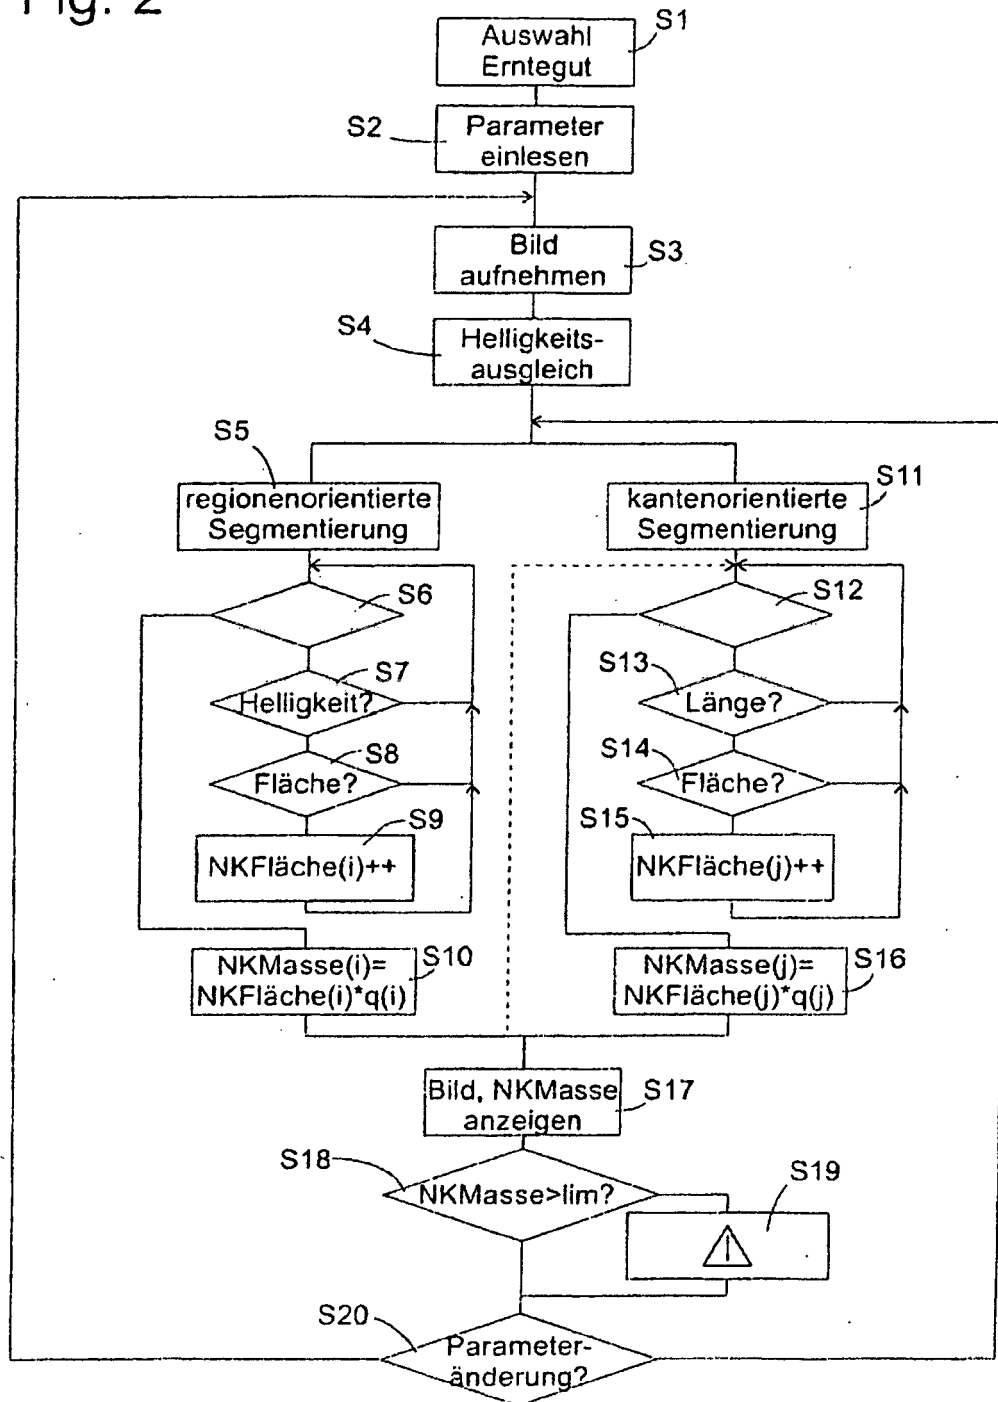 Fig. 2
S1
Auswahl
Erntegut
S2
Parameter
einlesen
Bild
aufnehmen
S3
S4
Helligkeits-
ausgleich
S5
regionenorientierte
Segmentierung
S11
kantenorientierte
Segmentierung
S6
S12
S7
Helligkeit?
S13
Länge?
S8
Fläche?
S14
Fläche?
S9
NKFläche(i)++
S15
NKFläche(j)++
NKMasse(i)=
NKFläche(i)*q(i)
S10
NKMasse(j)=
NKFläche(j)*q(j)
S16
Bild, NKMasse
anzeigen
S17
S18
NKMasse>lim?
S19
S20
Parameter-
änderung?